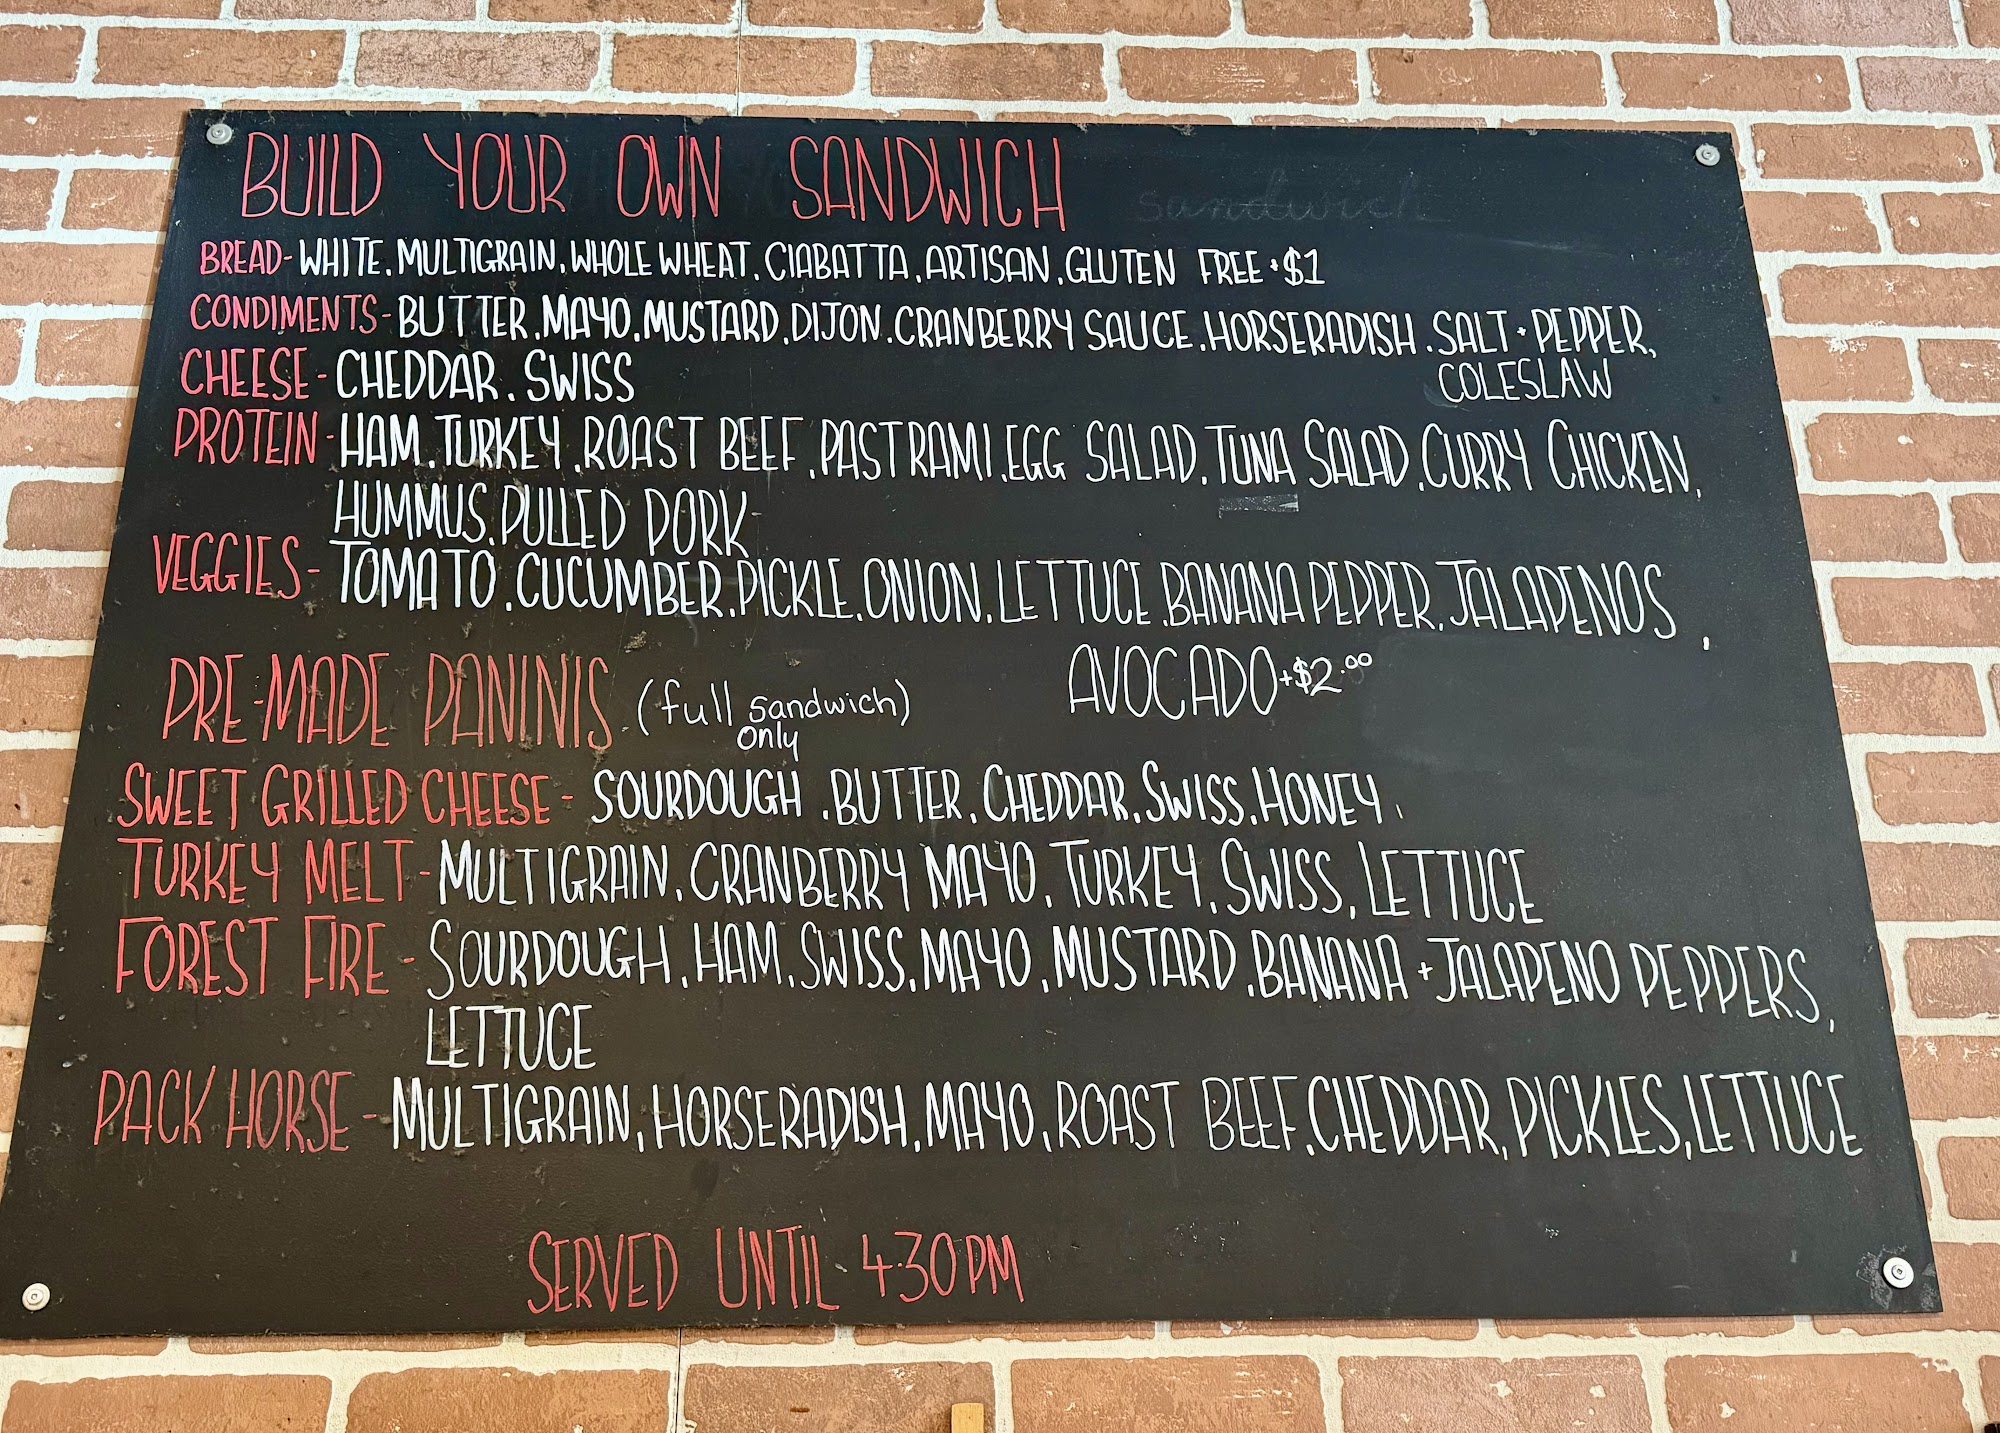 BUILD YOUR OWN SANDWICH sandwich
BREAD-WHITE, MULTIGRAIN, WHOLE WHEAT, CIABATTA, ARTISAN, GLUTEN FREE +$1
CONDIMENTS-BUTTER, MAYO, MUSTARD, DIJON, CRANBERRY SAUCE, HORSERADISH, SALT + PEPPER,
COLESLAW
CHEESE-CHEDDAR, SWISS
PROTEIN-HAM, TURKEY, ROAST BEEF, PASTRAMI, EGG SALAD, TUNA SALAD, CURRY CHICKEN,
HUMMUS, PULLED PORK
VEGGIES-TOMATO, CUCUMBER, PICKLE, ONION, LETTUCE, BANANA PEPPER, JALAPENOS,
AVOCADO+$2.00
PRE-MADE PANINIS (full sandwich)
only
SWEET GRILLED CHEESE- SOURDOUGH, BUTTER, CHEDDAR, SWISS, HONEY,
TURKEY MELT-MULTIGRAIN, CRANBERRY MAYO, TURKEY, SWISS, LETTUCE
FOREST FIRE-SOURDOUGH, HAM, SWISS, MAYO, MUSTARD, BANANA + JALAPENO PEPPERS,
LETTUCE
PACK HORSE-MULTIGRAIN, HORSERADISH, MAYO, ROAST BEEF, CHEDDAR, PICKLES, LETTUCE
SERVED UNTIL 4:30PM